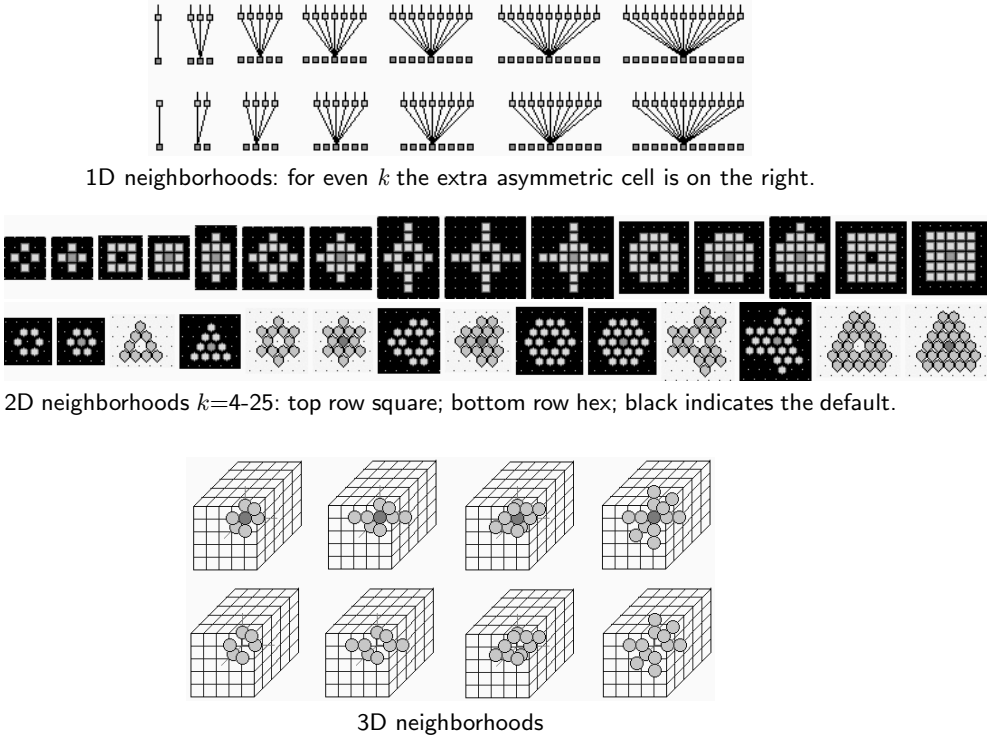 1D neighborhoods: for even k the extra asymmetric cell is on the right.
2D neighborhoods k=4-25: top row square; bottom row hex; black indicates the default.
3D neighborhoods